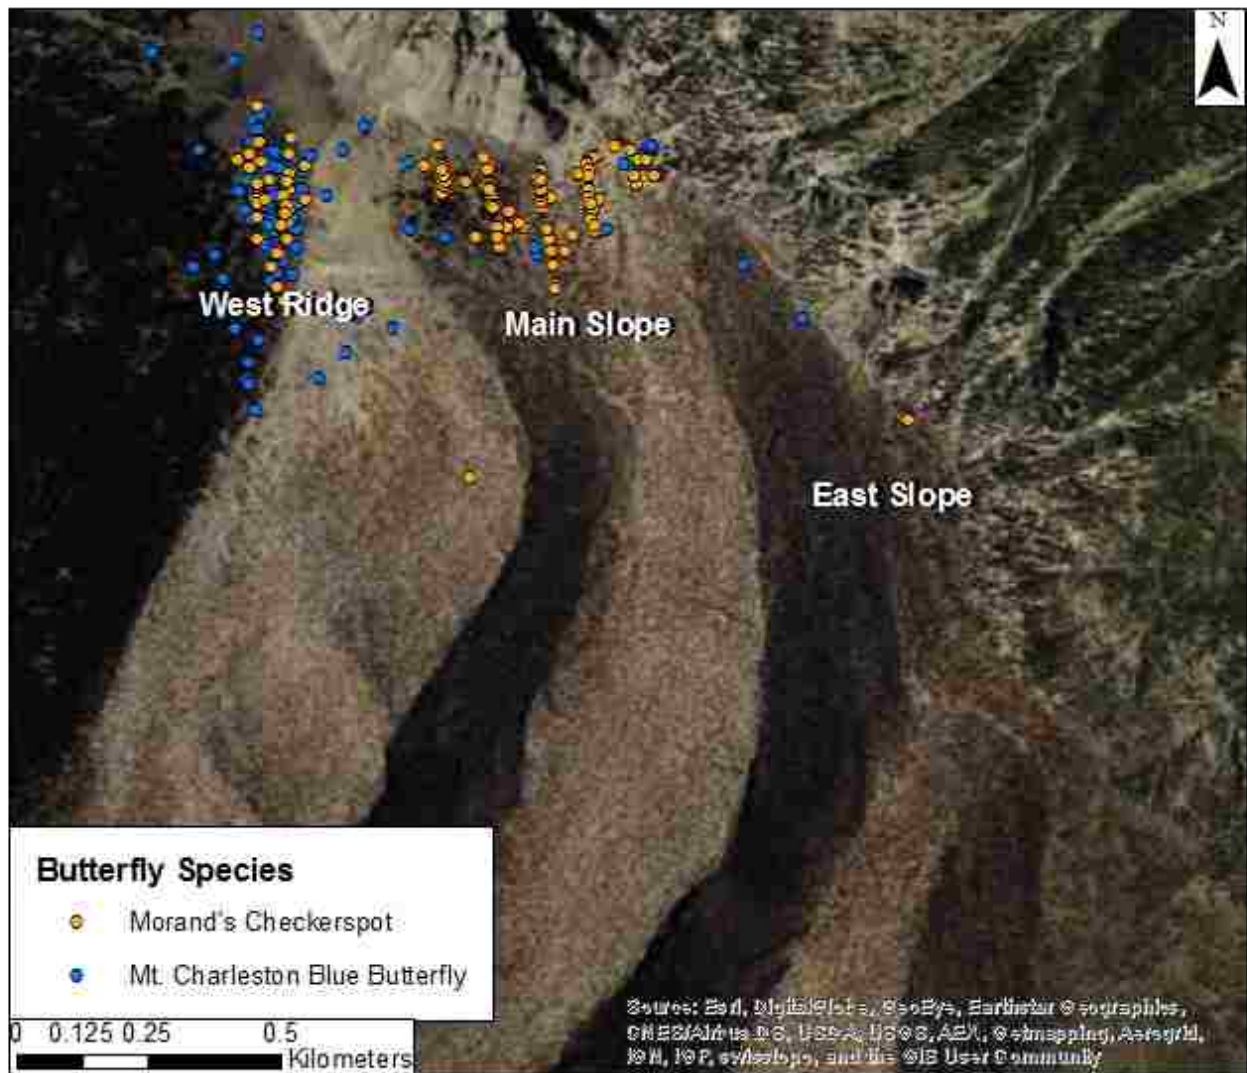 N
West Ridge
Main Slope
East Slope
Butterfly Species
Morand's Checkerspot
Mt. Charleston Blue Butterfly
0 0.125 0.25 0.5
Kilometers
Source: Esri, DigitalGlobe, GeoEye, Earthstar Geographics,
CNES/Airbus DS, USDA, USGS, AEX, Getmapping, Aerogrid,
IGN, IGP, swisstopo, and the GIS User Community